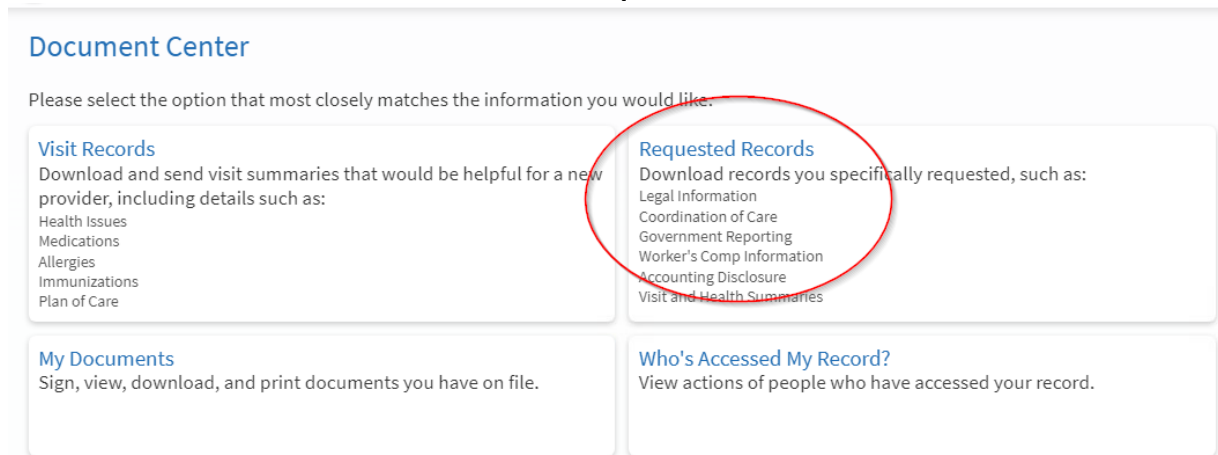 Document Center
Please select the option that most closely matches the information you would like:
Visit Records
Download and send visit summaries that would be helpful for a new
provider, including details such as:
Health Issues
Medications
Allergies
Immunizations
Plan of Care
Requested Records
Download records you specifically requested, such as:
Legal Information
Coordination of Care
Government Reporting
Worker's Comp Information
Accounting Disclosure
Visit and Health Summaries
My Documents
Sign, view, download, and print documents you have on file.
Who's Accessed My Record?
View actions of people who have accessed your record.